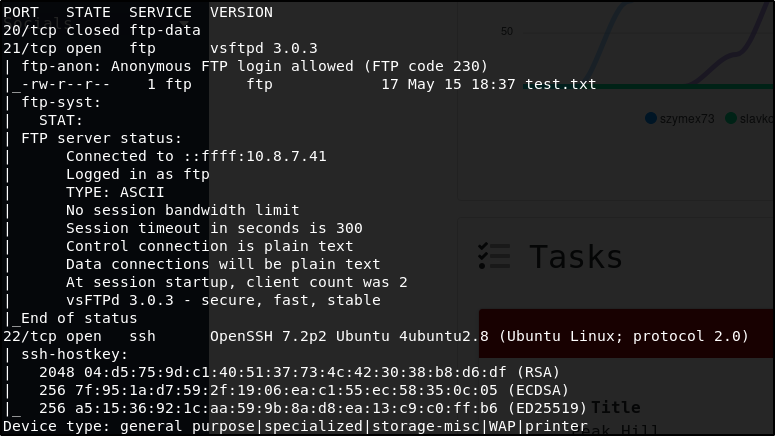 PORT   STATE  SERVICE  VERSION
20/tcp closed ftp-data
21/tcp open   ftp      vsftpd 3.0.3
| ftp-anon: Anonymous FTP login allowed (FTP code 230)
|_-rw-r--r--    1 ftp      ftp            17 May 15 18:37 test.txt
| ftp-syst:
|   STAT:
| FTP server status:
|      Connected to ::ffff:10.8.7.41
|      Logged in as ftp
|      TYPE: ASCII
|      No session bandwidth limit
|      Session timeout in seconds is 300
|      Control connection is plain text
|      Data connections will be plain text
|      At session startup, client count was 2
|      vsFTPd 3.0.3 - secure, fast, stable
|_End of status
22/tcp open   ssh      OpenSSH 7.2p2 Ubuntu 4ubuntu2.8 (Ubuntu Linux; protocol 2.0)
| ssh-hostkey:
|   2048 04:d5:75:9d:c1:40:51:37:73:4c:42:30:38:b8:d6:df (RSA)
|   256 7f:95:1a:d7:59:2f:19:06:ea:c1:55:ec:58:35:0c:05 (ECDSA)
|_  256 a5:15:36:92:1c:aa:59:9b:8a:d8:ea:13:c9:c0:ff:b6 (ED25519)
Device type: general purpose|specialized|storage-misc|WAP|printer
50
szymex73
Tasks
Title
Hill